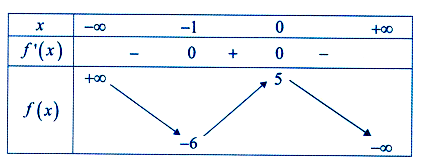 x −∞ −1 0 +∞
f'(x) − 0 + 0 −
+∞ 5
f(x)
−6 −∞